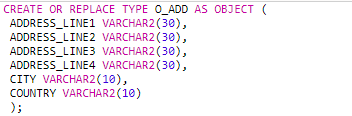 CREATE OR REPLACE TYPE O_ADD AS OBJECT (
ADDRESS_LINE1 VARCHAR2(30),
ADDRESS_LINE2 VARCHAR2(30),
ADDRESS_LINE3 VARCHAR2(30),
ADDRESS_LINE4 VARCHAR2(30),
CITY VARCHAR2(10),
COUNTRY VARCHAR2(10)
);